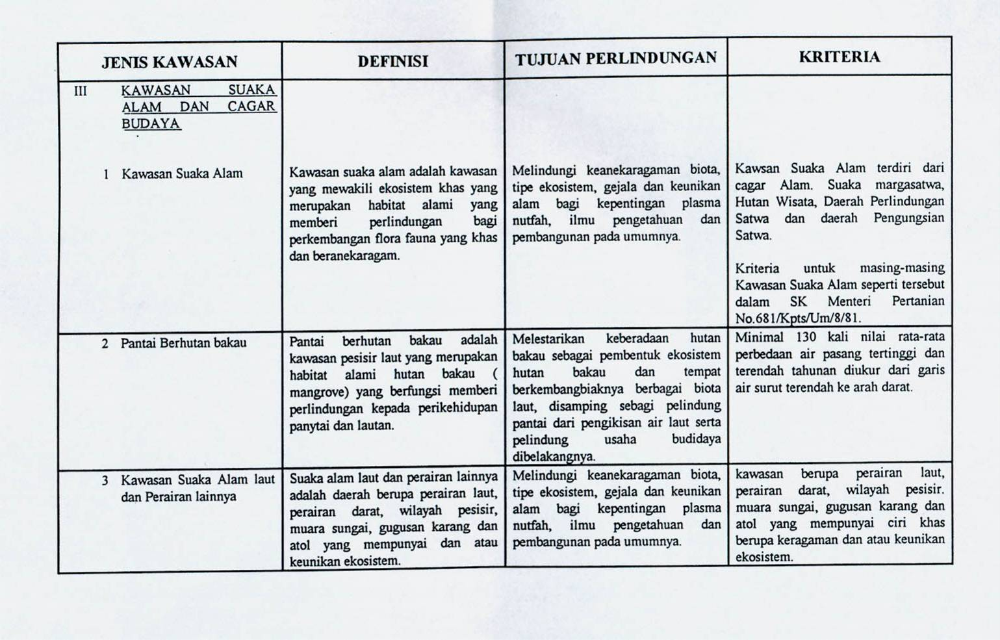 JENIS KAWASAN
DEFINISI
TUJUAN PERLINDUNGAN
KRITERIA
III KAWASAN SUAKA
ALAM DAN CAGAR
BUDAYA
1 Kawasan Suaka Alam
Kawasan suaka alam adalah kawasan
yang mewakili ekosistem khas yang
merupakan habitat alami yang
memberi perlindungan bagi
perkembangan flora fauna yang khas
dan beranekaragam.
Melindungi keanekaragaman biota,
tipe ekosistem, gejala dan keunikan
alam bagi kepentingan plasma
nutfah, ilmu pengetahuan dan
pembangunan pada umumnya.
Kawsan Suaka Alam terdiri dari
cagar Alam. Suaka margasatwa,
Hutan Wisata, Daerah Perlindungan
Satwa dan daerah Pengungsian
Satwa.
Kriteria untuk masing-masing
Kawasan Suaka Alam seperti tersebut
dalam SK Menteri Pertanian
No.681/Kpts/Um/8/81.
2 Pantai Berhutan bakau
Pantai berhutan bakau adalah
kawasan pesisir laut yang merupakan
habitat alami hutan bakau (
mangrove) yang berfungsi memberi
perlindungan kepada perikehidupan
panytai dan lautan.
Melestarikan keberadaan hutan
bakau sebagai pembentuk ekosistem
hutan bakau dan tempat
berkembangbiaknya berbagai biota
laut, disamping sebagi pelindung
pantai dari pengikisan air laut serta
pelindung usaha budidaya
dibelakangnya.
Minimal 130 kali nilai rata-rata
perbedaan air pasang tertinggi dan
terendah tahunan diukur dari garis
air surut terendah ke arah darat.
3 Kawasan Suaka Alam laut
dan Perairan lainnya
Suaka alam laut dan perairan lainnya
adalah daerah berupa perairan laut,
perairan darat, wilayah pesisir,
muara sungai, gugusan karang dan
atol yang mempunyai dan atau
keunikan ekosistem.
Melindungi keanekaragaman biota,
tipe ekosistem, gejala dan keunikan
alam bagi kepentingan plasma
nutfah, ilmu pengetahuan dan
pembangunan pada umumnya.
kawasan berupa perairan laut,
perairan darat, wilayah pesisir.
muara sungai, gugusan karang dan
atol yang mempunyai ciri khas
berupa keragaman dan atau keunikan
ekosistem.